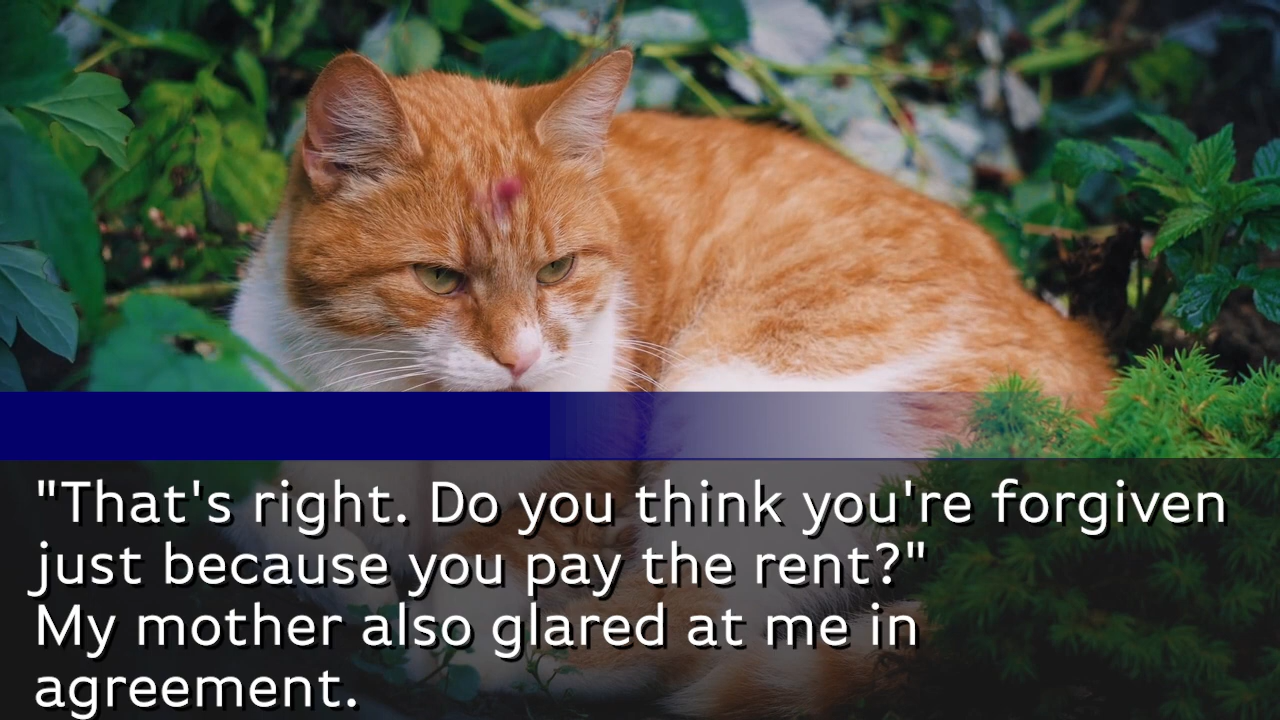 "That's right. Do you think you're forgiven
just because you pay the rent?"
My mother also glared at me in
agreement.